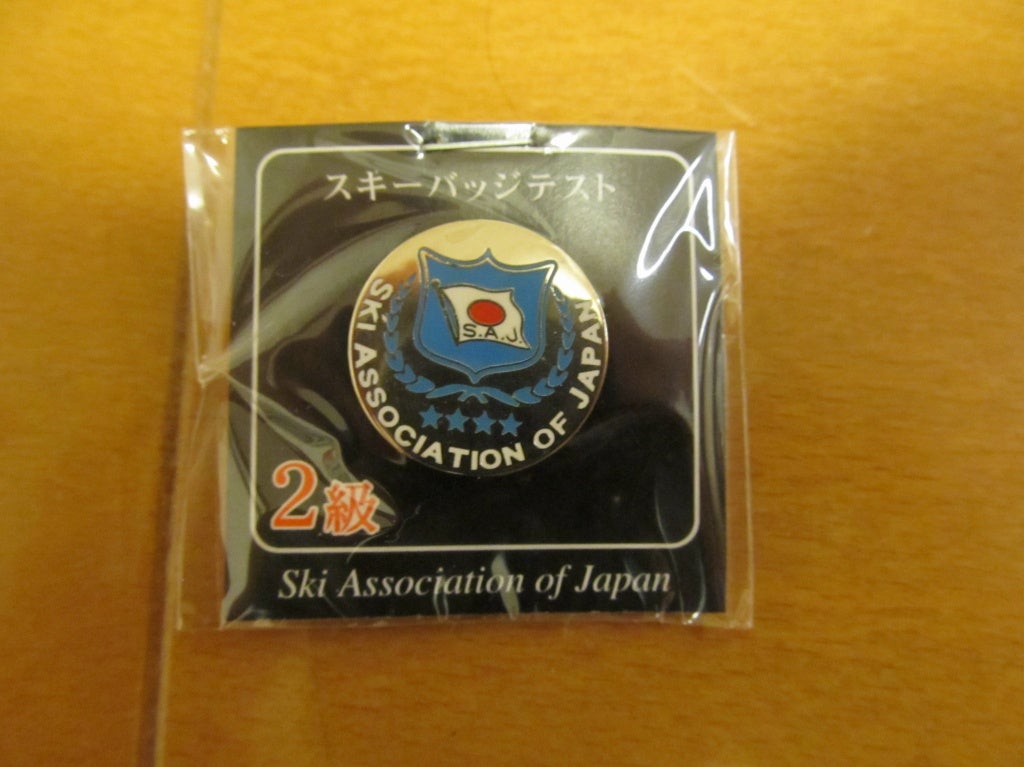 スキーバッジテスト
S.A.J.
SKI ASSOCIATION OF JAPAN
2級
Ski Association of Japan